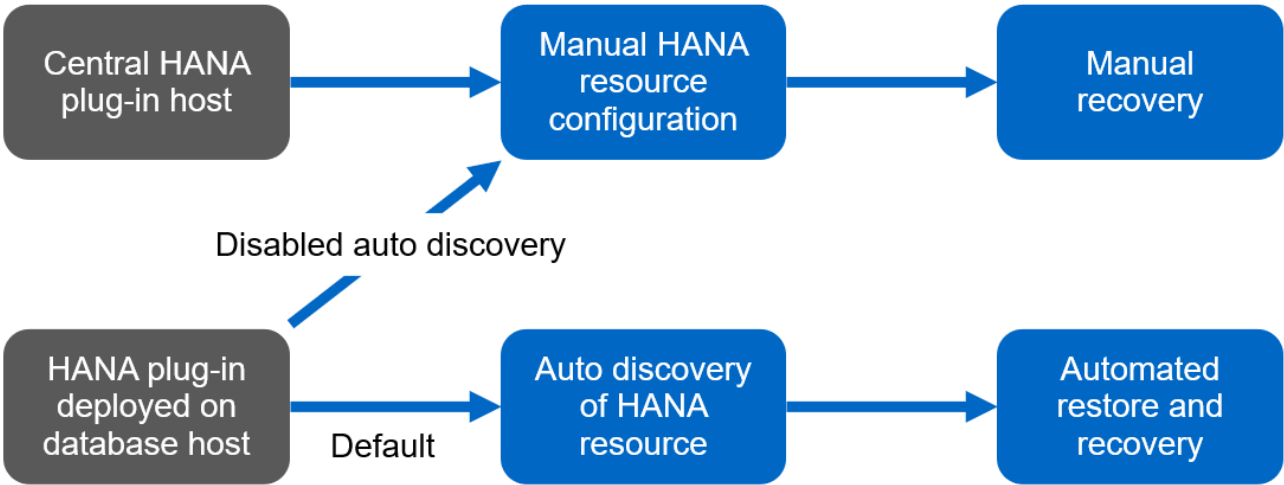 Central HANA
plug-in host
Manual HANA
resource
configuration
Manual
recovery
Disabled auto discovery
HANA plug-in
deployed on
database host
Default
Auto discovery
of HANA
resource
Automated
restore and
recovery